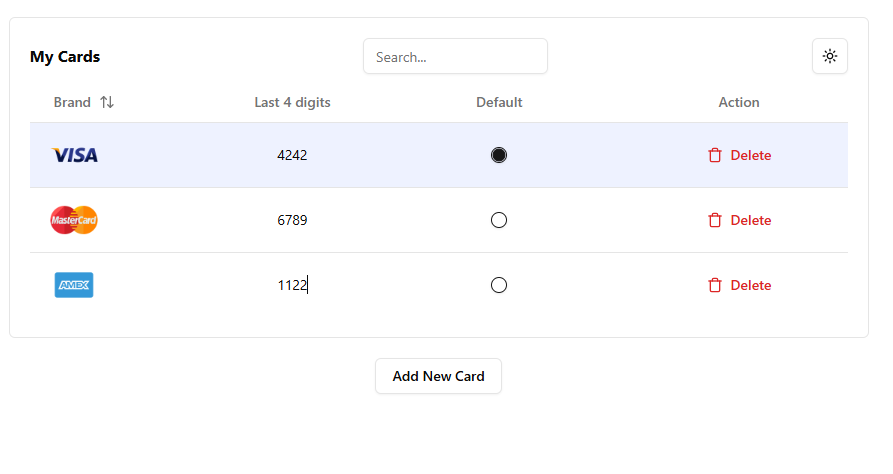 My Cards Search...
Brand Last 4 digits Default Action
VISA 4242 Delete
MasterCard 6789 Delete
AMEX 1122 Delete
Add New Card